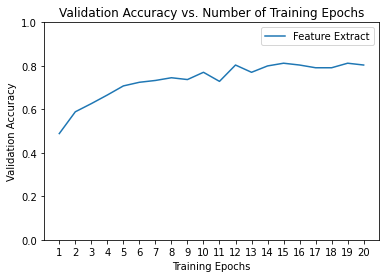 Validation Accuracy vs. Number of Training Epochs
Feature Extract
Validation Accuracy
1.0
0.8
0.6
0.4
0.2
0.0
1 2 3 4 5 6 7 8 9 10 11 12 13 14 15 16 17 18 19 20
Training Epochs